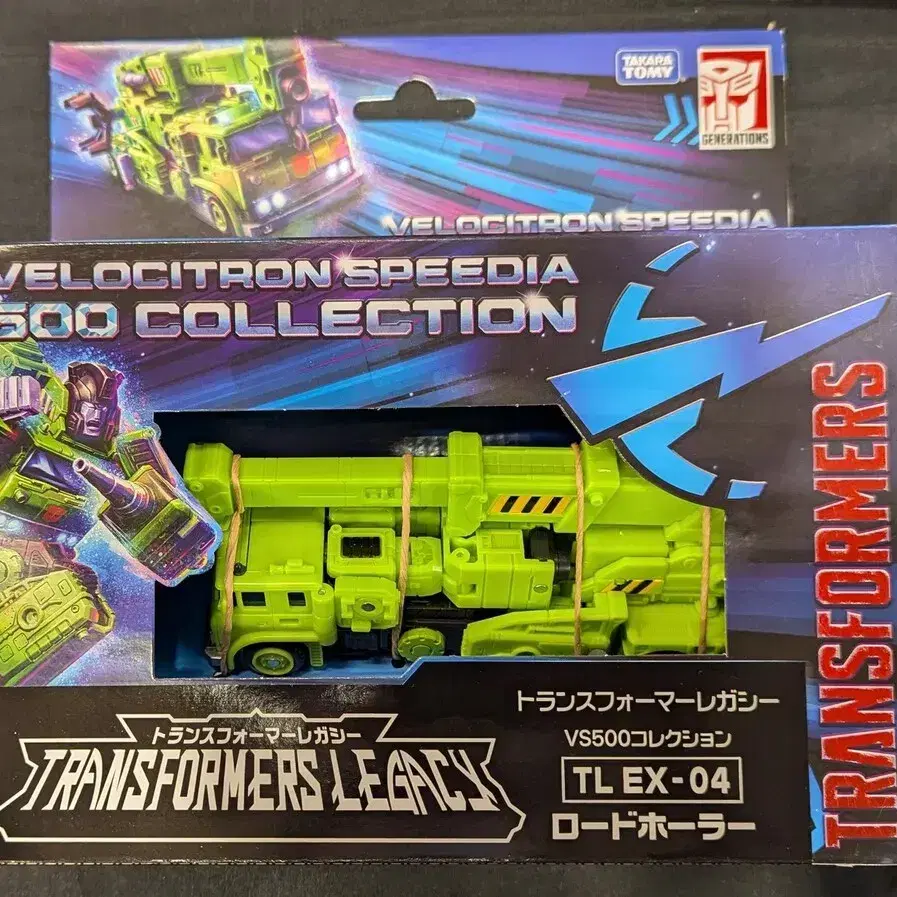 TAKARA
TOMY
GENERATIONS
VELOCITRON SPEEDIA
VELOCITRON SPEEDIA
500 COLLECTION
TRANSFORMERS
トランスフォーマーレガシー
TRANSFORMERS LEGACY
トランスフォーマーレガシー
VS500コレクション
TL EX-04
ロードホーラー